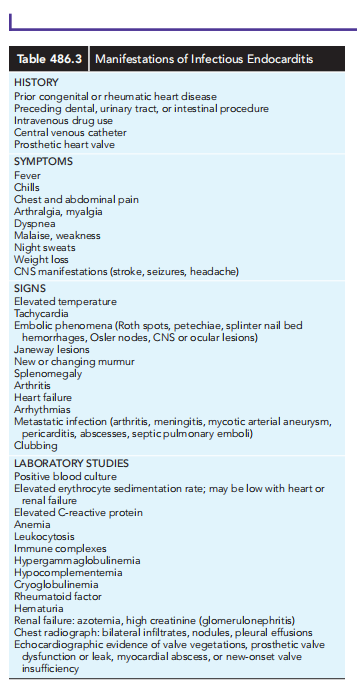 Table 486.3 Manifestations of Infectious Endocarditis
HISTORY
Prior congenital or rheumatic heart disease
Preceding dental, urinary tract, or intestinal procedure
Intravenous drug use
Central venous catheter
Prosthetic heart valve
SYMPTOMS
Fever
Chills
Chest and abdominal pain
Arthralgia, myalgia
Dyspnea
Malaise, weakness
Night sweats
Weight loss
CNS manifestations (stroke, seizures, headache)
SIGNS
Elevated temperature
Tachycardia
Embolic phenomena (Roth spots, petechiae, splinter nail bed
hemorrhages, Osler nodes, CNS or ocular lesions)
Janeway lesions
New or changing murmur
Splenomegaly
Arthritis
Heart failure
Arrhythmias
Metastatic infection (arthritis, meningitis, mycotic arterial aneurysm,
pericarditis, abscesses, septic pulmonary emboli)
Clubbing
LABORATORY STUDIES
Positive blood culture
Elevated erythrocyte sedimentation rate; may be low with heart or
renal failure
Elevated C-reactive protein
Anemia
Leukocytosis
Immune complexes
Hypergammaglobulinemia
Hypocomplementemia
Cryoglobulinemia
Rheumatoid factor
Hematuria
Renal failure: azotemia, high creatinine (glomerulonephritis)
Chest radiograph: bilateral infiltrates, nodules, pleural effusions
Echocardiographic evidence of valve vegetations, prosthetic valve
dysfunction or leak, myocardial abscess, or new-onset valve
insufficiency